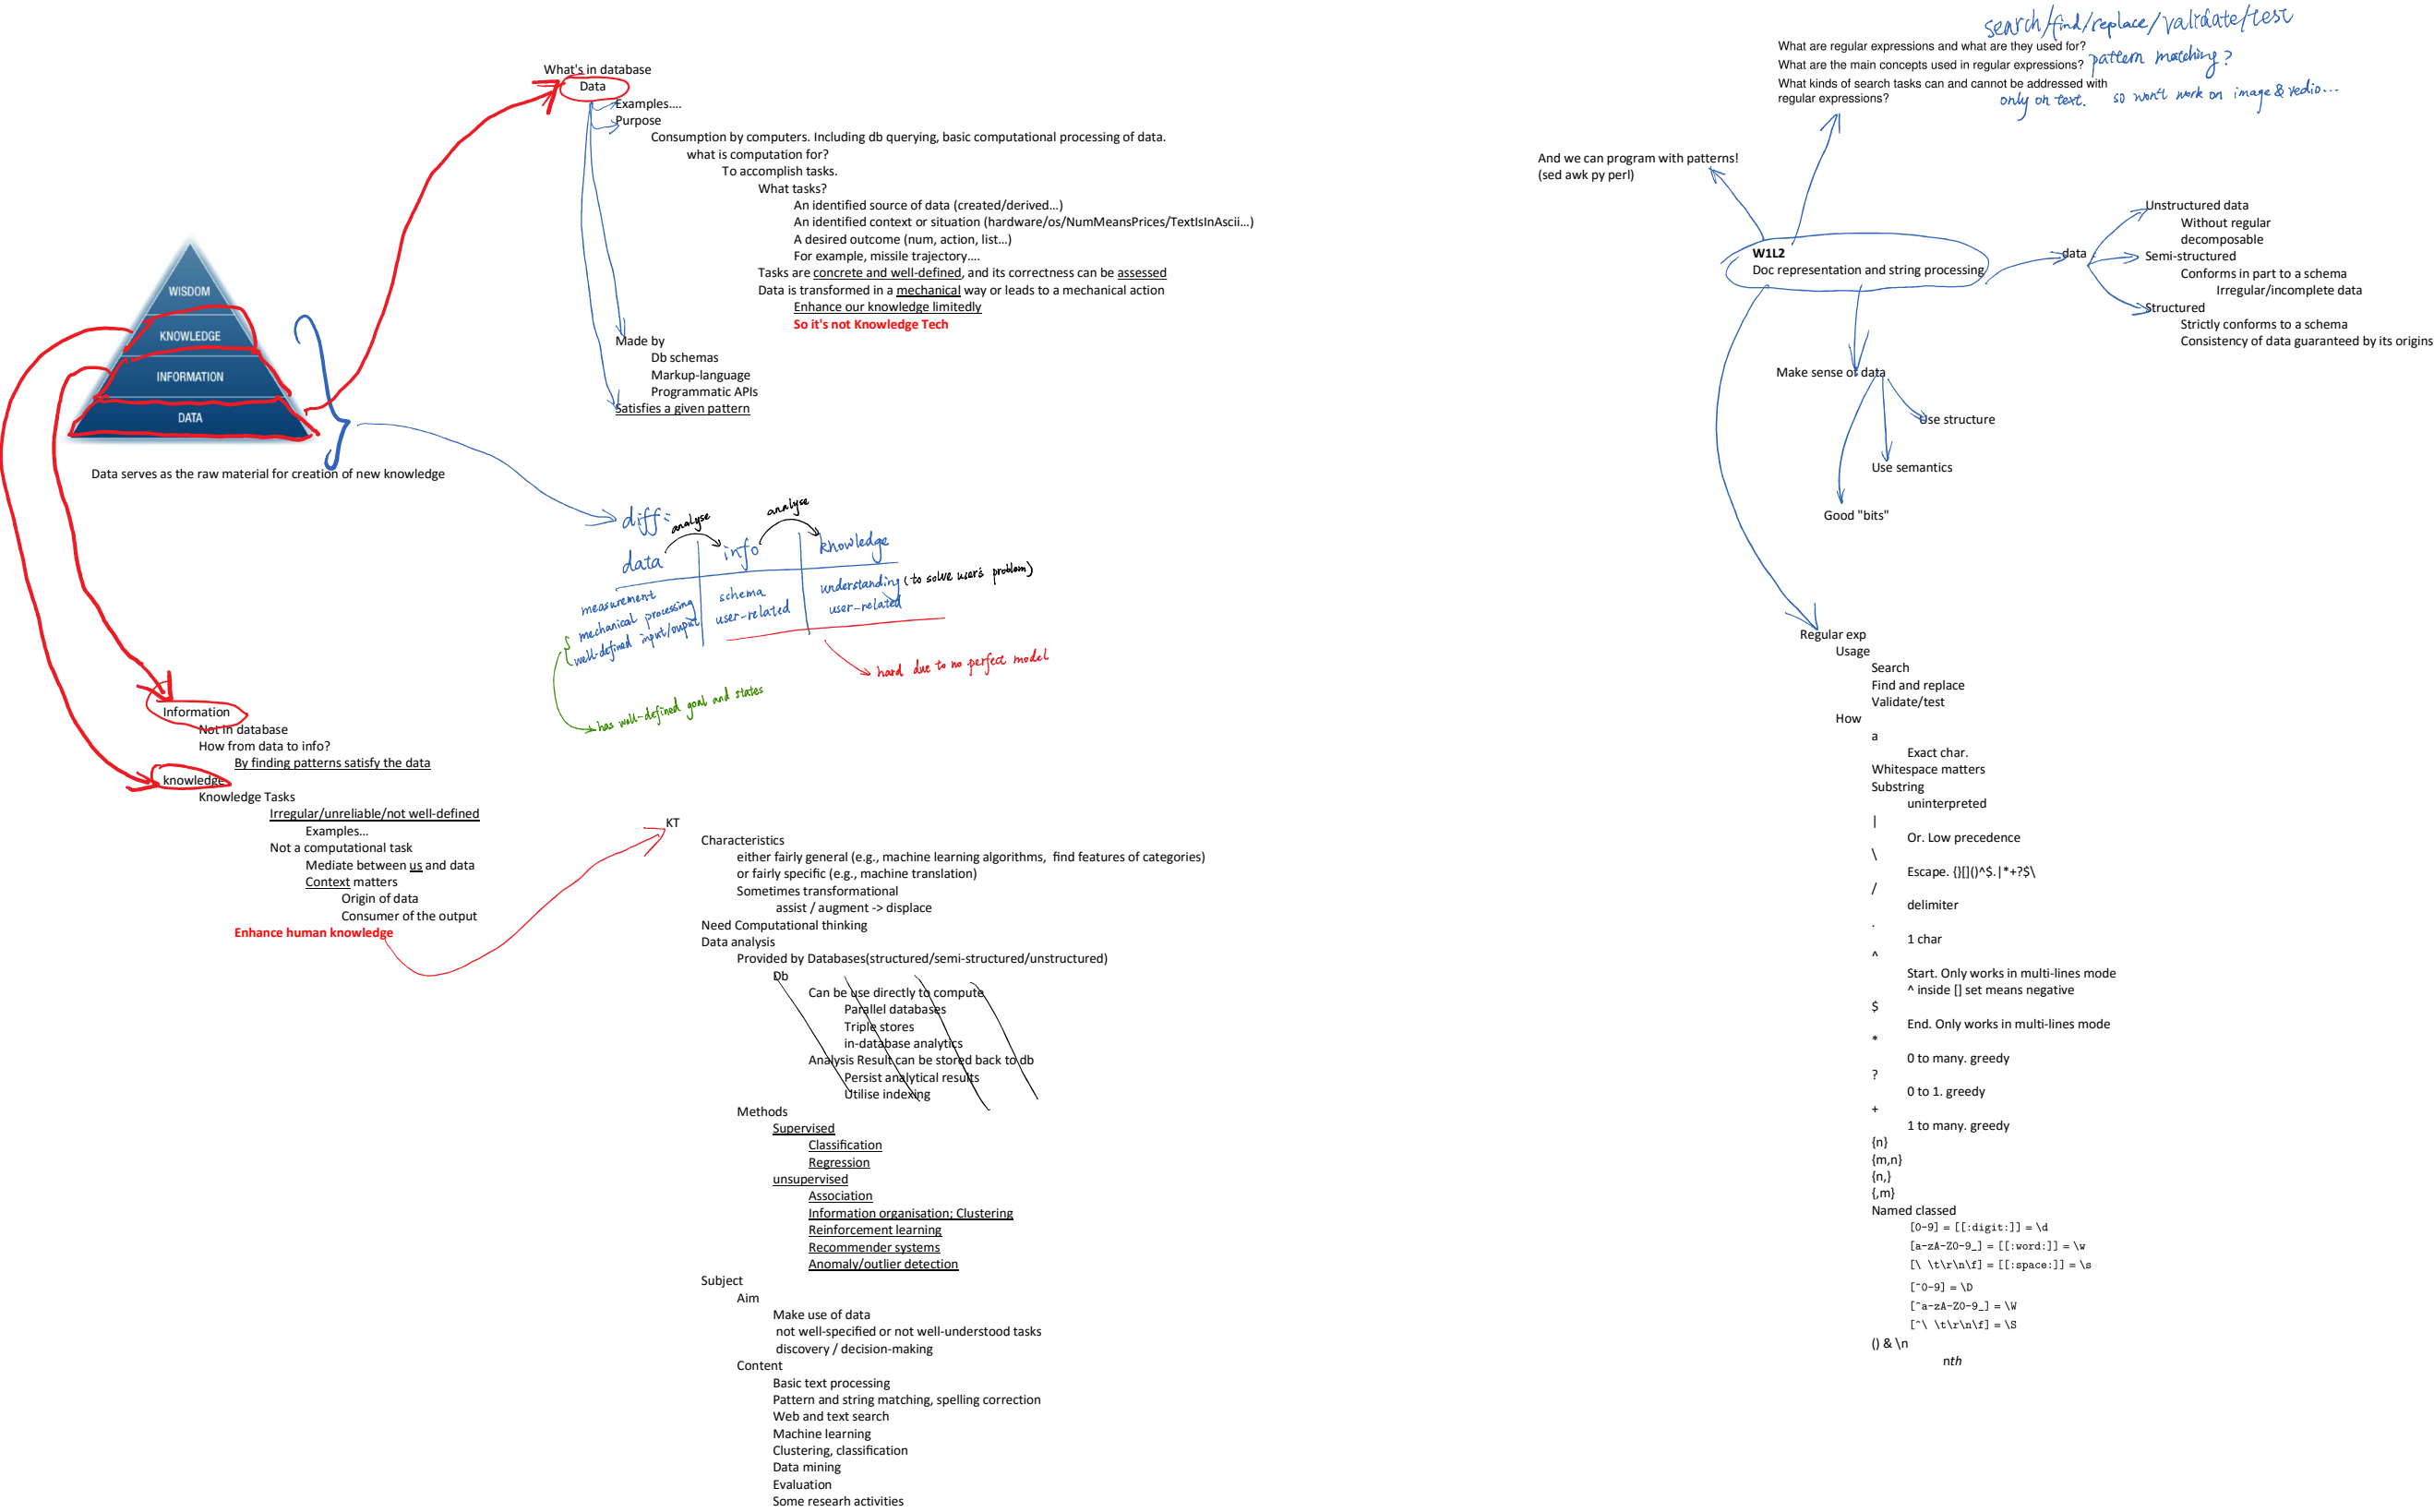 What's in database
Data
Examples….
Purpose
Consumption by computers. Including db querying, basic computational processing of data.
what is computation for?
To accomplish tasks.
What tasks?
An identified source of data (created/derived…)
An identified context or situation (hardware/os/NumMeansPrices/TextIsInAscii…)
A desired outcome (num, action, list…)
For example, missile trajectory….
Tasks are concrete and well-defined, and its correctness can be assessed
Data is transformed in a mechanical way or leads to a mechanical action
Enhance our knowledge limitedly
So it's not Knowledge Tech
Made by
Db schemas
Markup-language
Programmatic APIs
Satisfies a given pattern
WISDOM
KNOWLEDGE
INFORMATION
DATA
Data serves as the raw material for creation of new knowledge
diff:
analyse
analyse
data
info
knowledge
measurement
mechanical processing
well-defined input/ouput
schema
user-related
understanding (to solve user's problem)
user-related
hard due to no perfect model
has well-defined goal and states
Information
Not in database
How from data to info?
By finding patterns satisfy the data
knowledge
Knowledge Tasks
Irregular/unreliable/not well-defined
Examples…
Not a computational task
Mediate between us and data
Context matters
Origin of data
Consumer of the output
Enhance human knowledge
KT
Characteristics
either fairly general (e.g., machine learning algorithms, find features of categories)
or fairly specific (e.g., machine translation)
Sometimes transformational
assist / augment -> displace
Need Computational thinking
Data analysis
Provided by Databases(structured/semi-structured/unstructured)
Db
Can be use directly to compute
Parallel databases
Triple stores
in-database analytics
Analysis Result can be stored back to db
Persist analytical results
Utilise indexing
Methods
Supervised
Classification
Regression
unsupervised
Association
Information organisation; Clustering
Reinforcement learning
Recommender systems
Anomaly/outlier detection
Subject
Aim
Make use of data
not well-specified or not well-understood tasks
discovery / decision-making
Content
Basic text processing
Pattern and string matching, spelling correction
Web and text search
Machine learning
Clustering, classification
Data mining
Evaluation
Some researh activities
search/find/replace/validate/test
What are regular expressions and what are they used for?
What are the main concepts used in regular expressions? pattern matching?
What kinds of search tasks can and cannot be addressed with
regular expressions? only on text. so won't work on image & vedio...
And we can program with patterns!
(sed awk py perl)
W1L2
Doc representation and string processing
data
Unstructured data
Without regular
decomposable
Semi-structured
Conforms in part to a schema
Irregular/incomplete data
Structured
Strictly conforms to a schema
Consistency of data guaranteed by its origins
Make sense of data
Use structure
Use semantics
Good "bits"
Regular exp
Usage
Search
Find and replace
Validate/test
How
a
Exact char.
Whitespace matters
Substring
uninterpreted
|
Or. Low precedence
\
Escape. {}[]()^$.|*+?$\
/
delimiter
.
1 char
^
Start. Only works in multi-lines mode
^ inside [] set means negative
$
End. Only works in multi-lines mode
*
0 to many. greedy
?
0 to 1. greedy
+
1 to many. greedy
{n}
{m,n}
{n,}
{,m}
Named classed
[0-9] = [[:digit:]] = \d
[a-zA-Z0-9_] = [[:word:]] = \w
[\ \t\r\n\f] = [[:space:]] = \s
[^0-9] = \D
[^a-zA-Z0-9_] = \W
[^\ \t\r\n\f] = \S
() & \n
nth